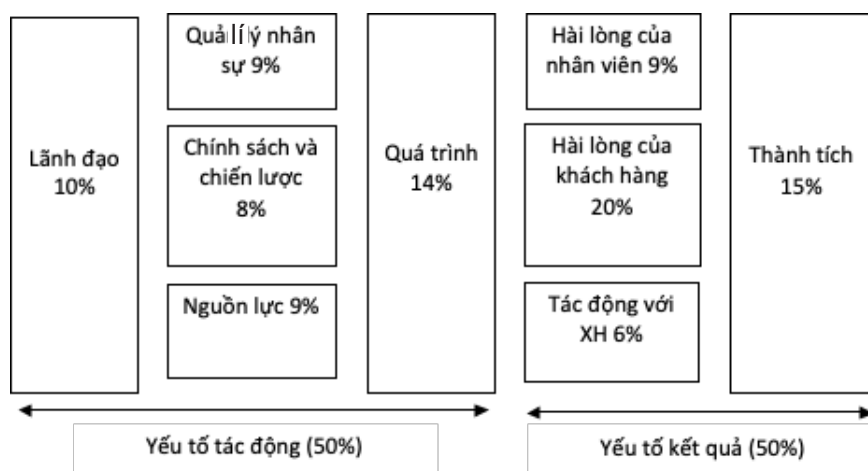 Lãnh đạo
10%
Quả lí lý nhân
sự 9%
Chính sách và
chiến lược
8%
Nguồn lực 9%
Quá trình
14%
Hài lòng của
nhân viên 9%
Hài lòng của
khách hàng
20%
Tác động với
XH 6%
Thành tích
15%
Yếu tố tác động (50%)
Yếu tố kết quả (50%)